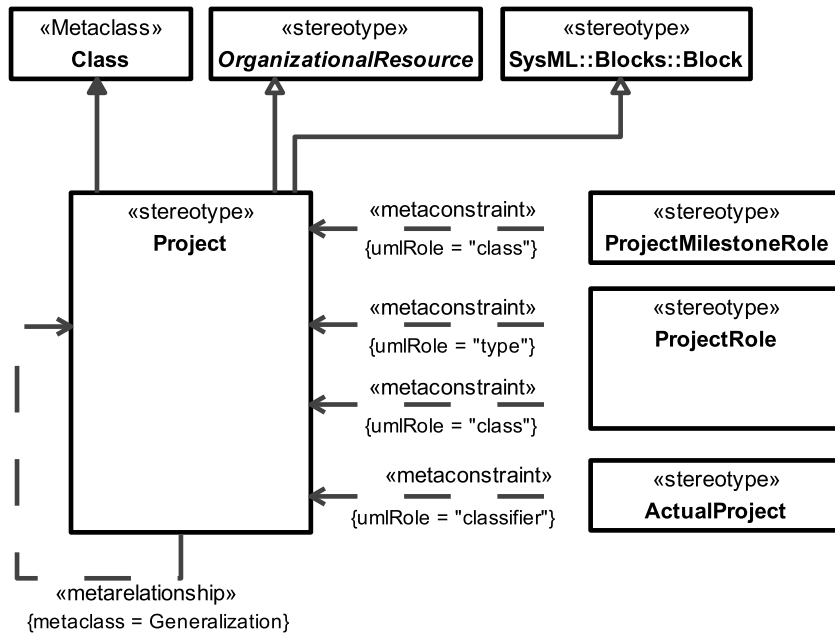 «Metaclass»
Class
«stereotype»
OrganizationalResource
«stereotype»
SysML::Blocks::Block
«stereotype»
Project
«metaconstraint»
{umlRole = "class"}
«stereotype»
ProjectMilestoneRole
«metaconstraint»
{umlRole = "type"}
«stereotype»
ProjectRole
«metaconstraint»
{umlRole = "class"}
«metaconstraint»
{umlRole = "classifier"}
«stereotype»
ActualProject
«metarelationship»
{metaclass = Generalization}